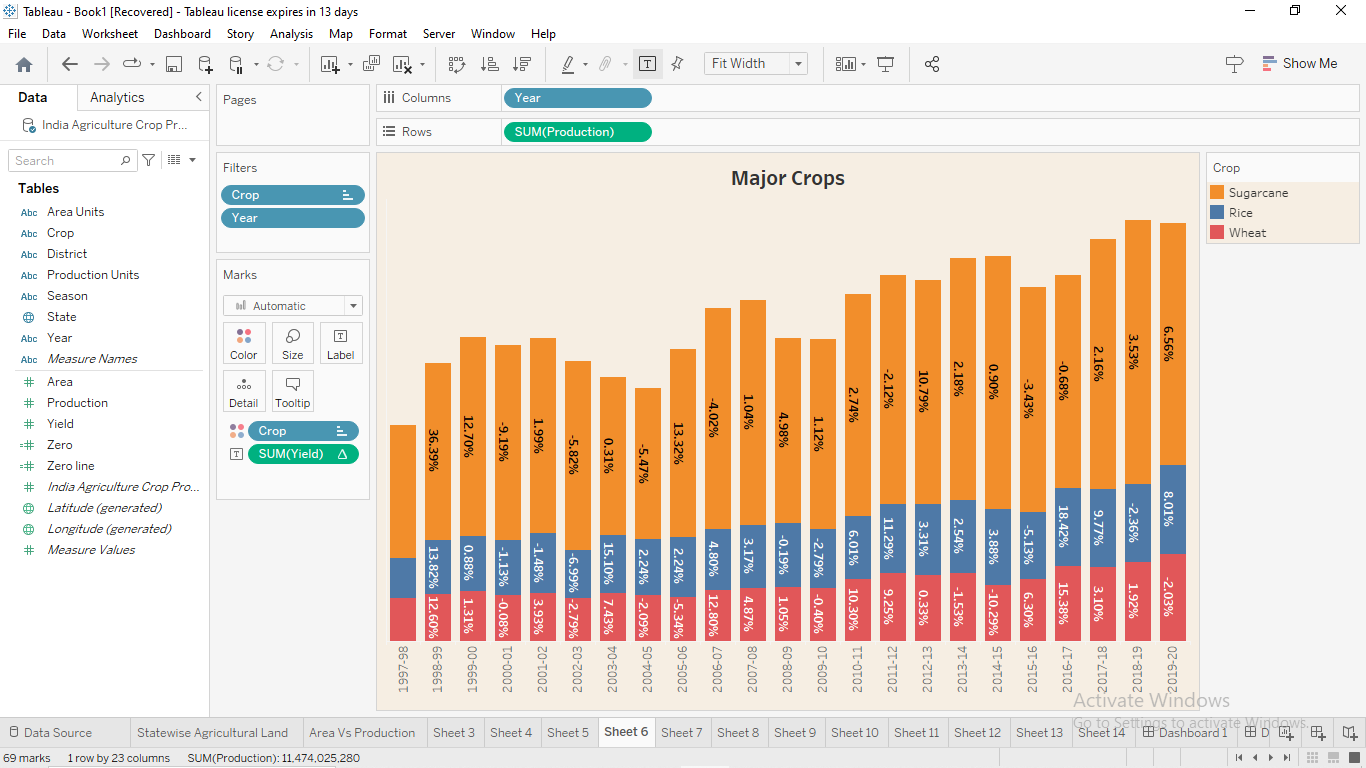 Tableau - Book1 [Recovered] - Tableau license expires in 13 days
File Data Worksheet Dashboard Story Analysis Map Format Server Window Help
Fit Width
Show Me
Data Analytics
India Agriculture Crop Pr...
Search
Tables
Abc Area Units
Abc Crop
Abc District
Abc Production Units
Abc Season
State
Abc Year
Abc Measure Names
Area
Production
Yield
Zero
Zero line
India Agriculture Crop Pro...
Latitude (generated)
Longitude (generated)
Measure Values
Pages
Filters
Crop
Year
Marks
Automatic
Color Size Label
Detail Tooltip
Crop
SUM(Yield)
Columns Year
Rows SUM(Production)
Major Crops
36.39% 12.70% -9.19% 1.99% -5.82% 0.31% -5.47% 13.32% -4.02% 1.04% 4.98% 1.12% 2.74% -2.12% 10.79% 2.18% 0.90% -3.43% -0.68% 2.16% 3.53% 6.56%
13.82% 0.88% -1.13% -1.48% -6.99% 15.10% 2.24% 2.24% 4.80% 3.17% -0.19% -2.79% 6.01% 11.29% 3.31% 2.54% 3.88% -5.13% 18.42% 9.77% -2.36% 8.01%
12.60% 1.31% -0.08% 3.93% -2.79% 7.43% -2.09% -5.34% 12.80% 4.87% 1.05% -0.40% 10.30% 9.25% 0.33% -1.53% -10.29% 6.30% 15.38% 3.10% 1.92% -2.03%
1997-98 1998-99 1999-00 2000-01 2001-02 2002-03 2003-04 2004-05 2005-06 2006-07 2007-08 2008-09 2009-10 2010-11 2011-12 2012-13 2013-14 2014-15 2015-16 2016-17 2017-18 2018-19 2019-20
Crop
Sugarcane
Rice
Wheat
Activate Windows
Go to Settings to activate Windows.
Data Source Statewise Agricultural Land Area Vs Production Sheet 3 Sheet 4 Sheet 5 Sheet 6 Sheet 7 Sheet 8 Sheet 9 Sheet 10 Sheet 11 Sheet 12 Sheet 13 Sheet 14 Dashboard 1 D
69 marks 1 row by 23 columns SUM(Production): 11,474,025,280